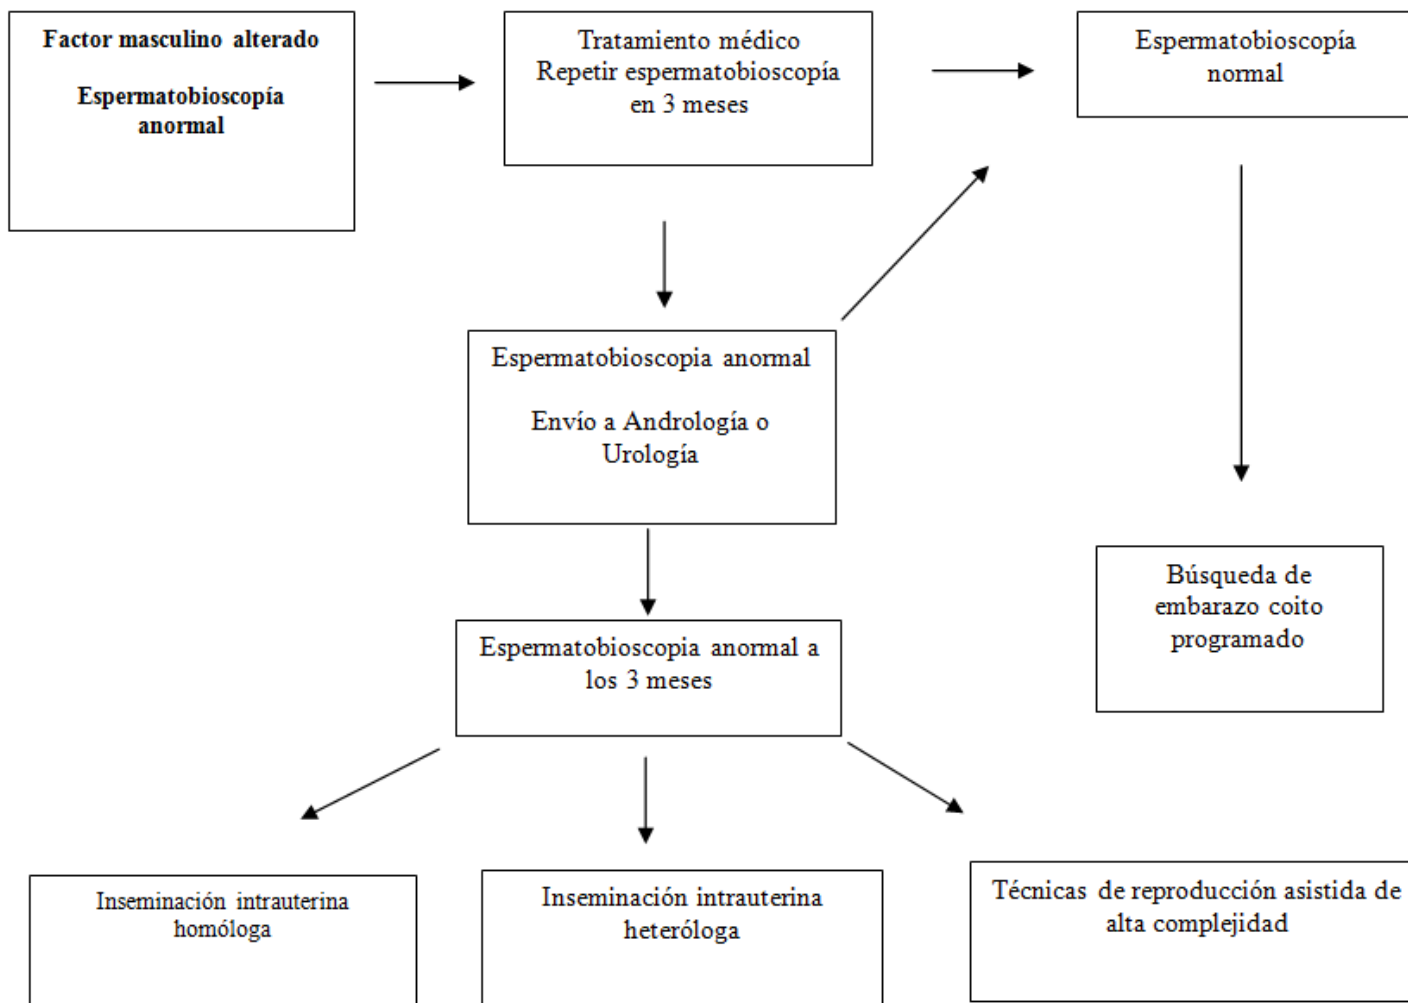 Factor masculino alterado
Espermatobioscopía
anormal
Tratamiento médico
Repetir espermatobioscopía
en 3 meses
Espermatobioscopía
normal
Espermatobioscopia anormal
Envío a Andrología o
Urología
Búsqueda de
embarazo coito
programado
Espermatobioscopia anormal a
los 3 meses
Inseminación intrauterina
homóloga
Inseminación intrauterina
heteróloga
Técnicas de reproducción asistida de
alta complejidad